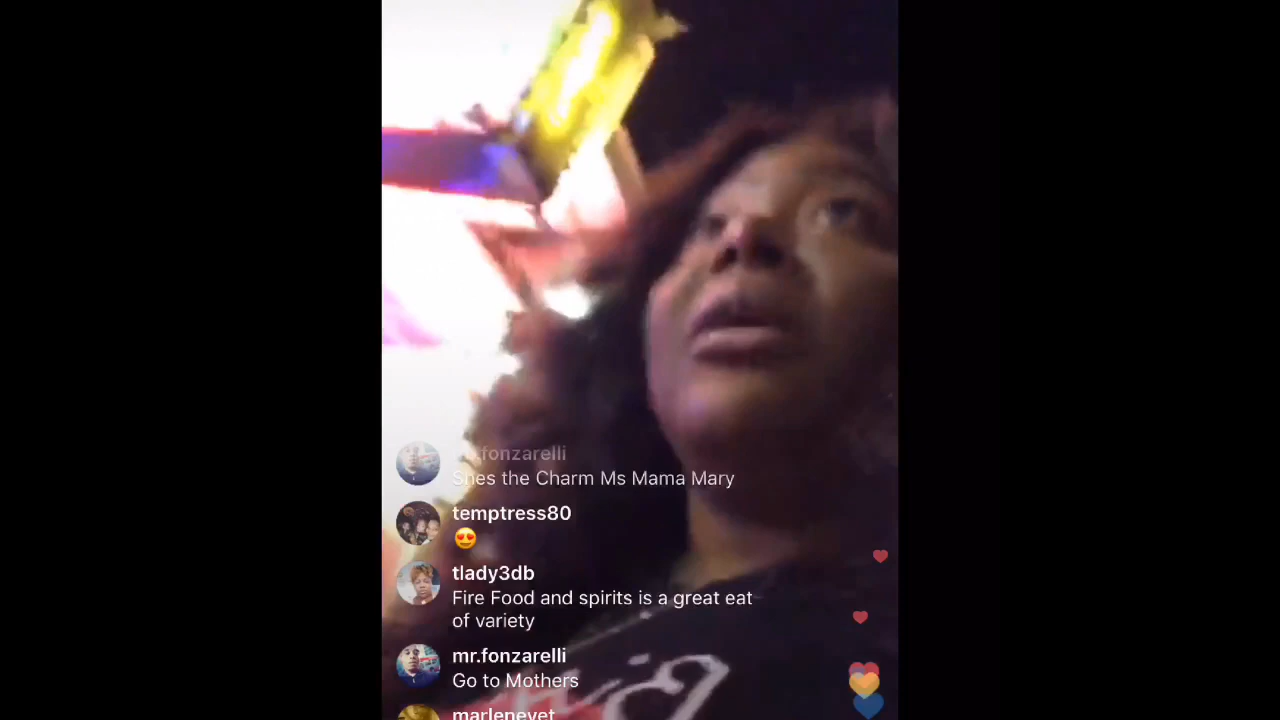 fonzarelli
Shes the Charm Ms Mama Mary
temptress80
tlady3db
Fire Food and spirits is a great eat
of variety
mr.fonzarelli
Go to Mothers
marlenevet